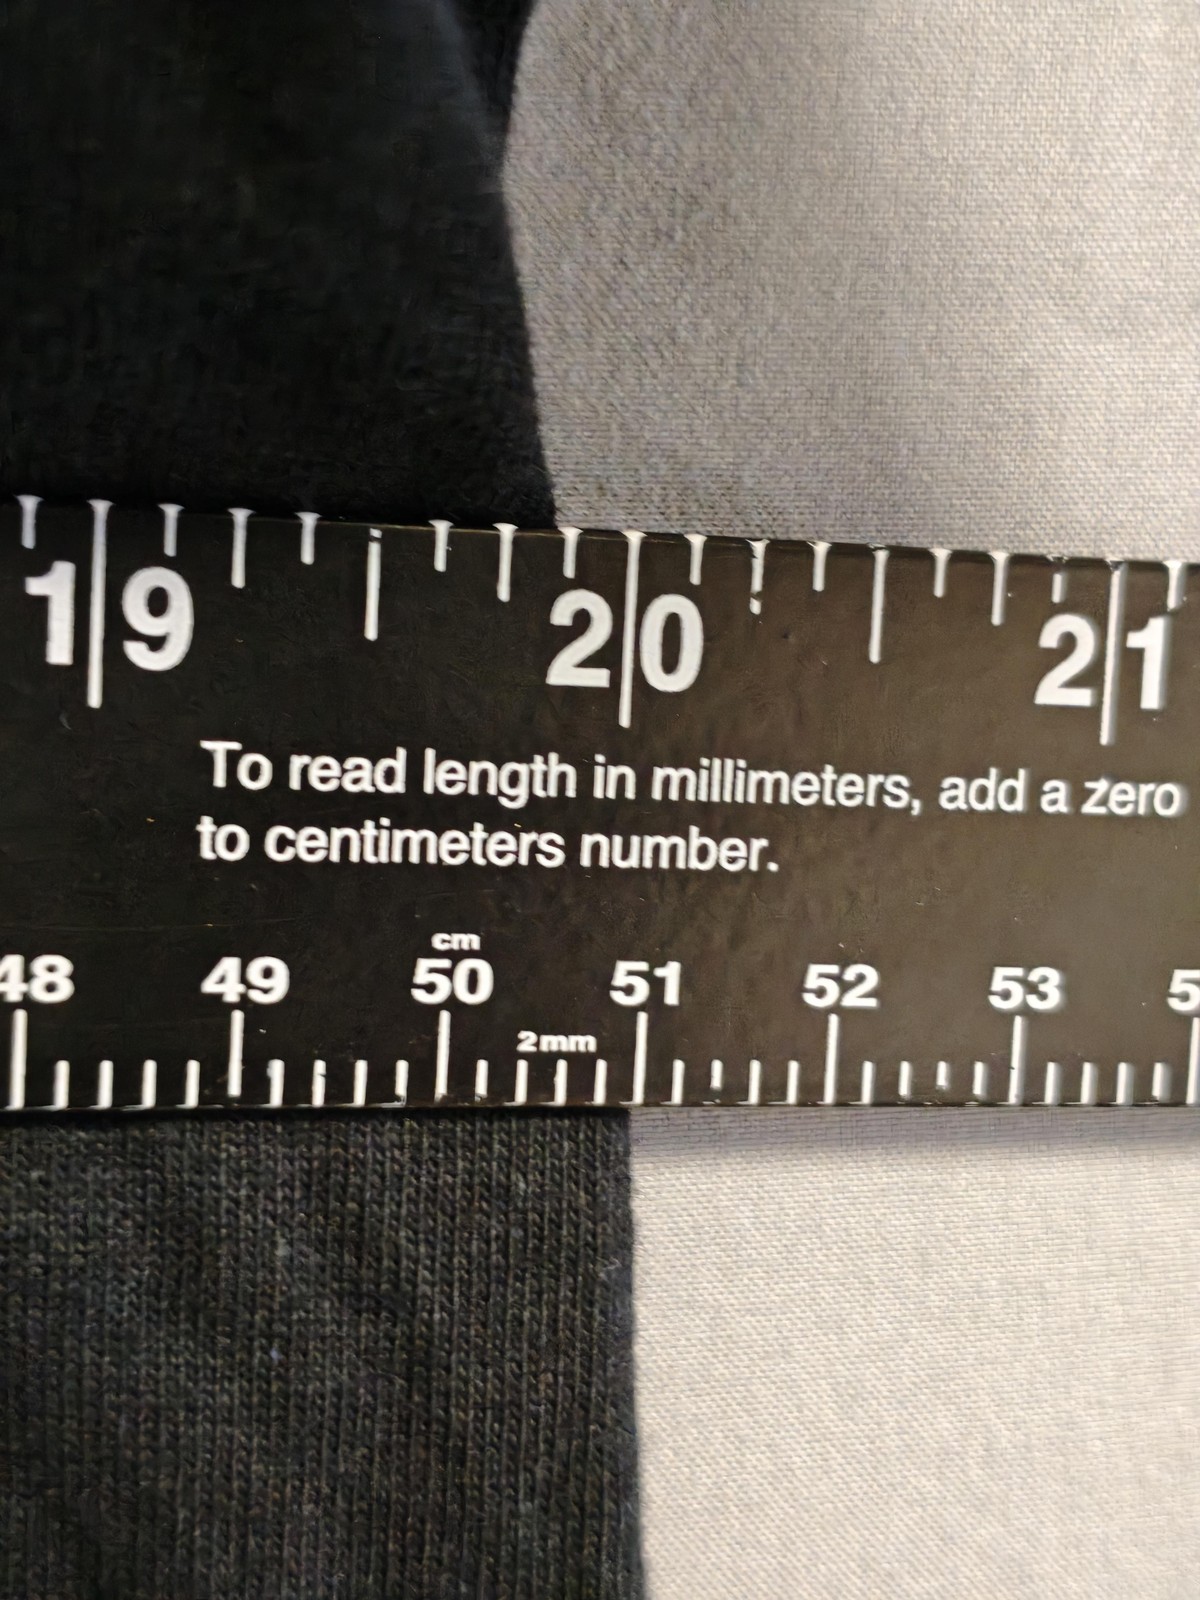 19 20 21
To read length in millimeters, add a zero
to centimeters number.
cm
48 49 50 51 52 53 5
2mm